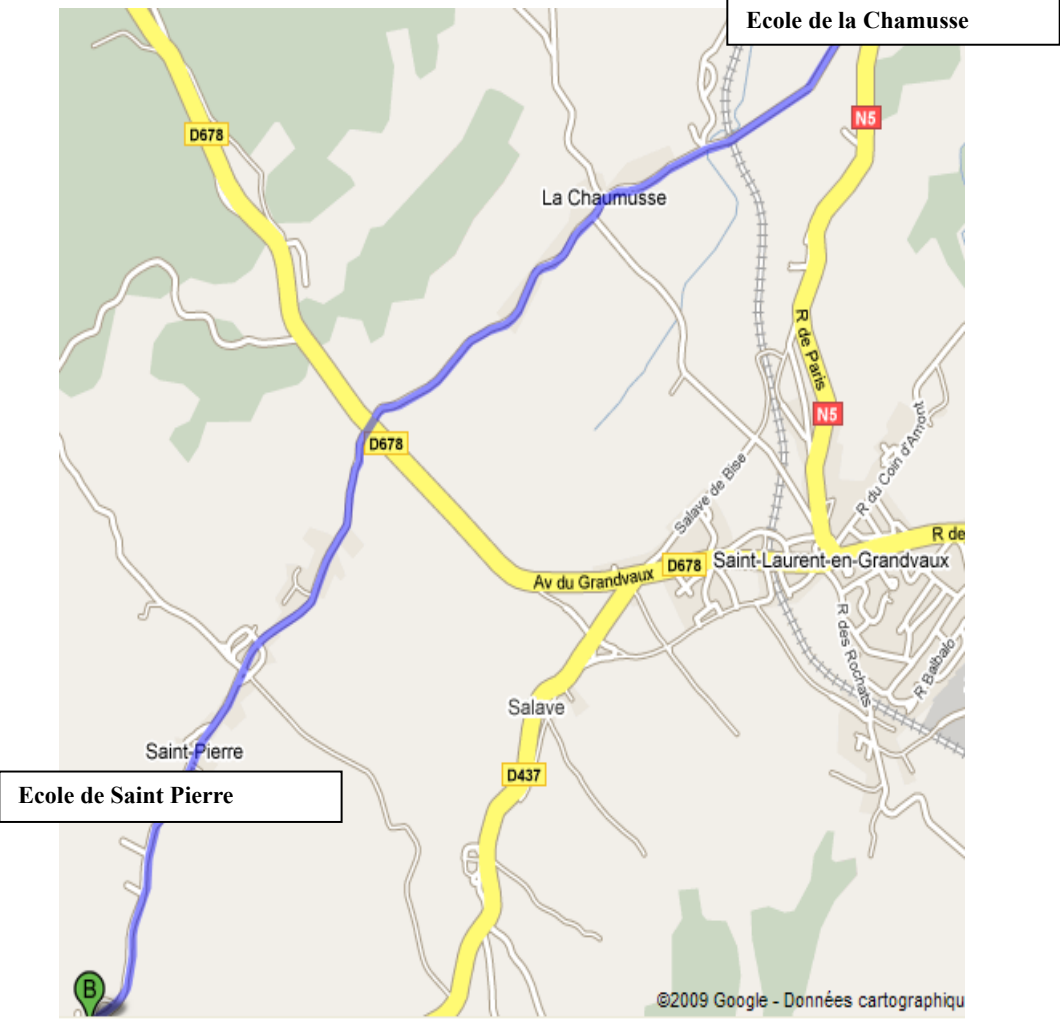 Ecole de la Chamusse
N5
D678
La Chaumusse
R de Paris
N5
R du Coin d'Amont
D678
Salave de Bise
R de
Av du Grandvaux
D678
Saint-Laurent-en-Grandvaux
R des Rochats
R Balbalo
Salave
Saint-Pierre
D437
Ecole de Saint Pierre
B
©2009 Google - Données cartographiqu